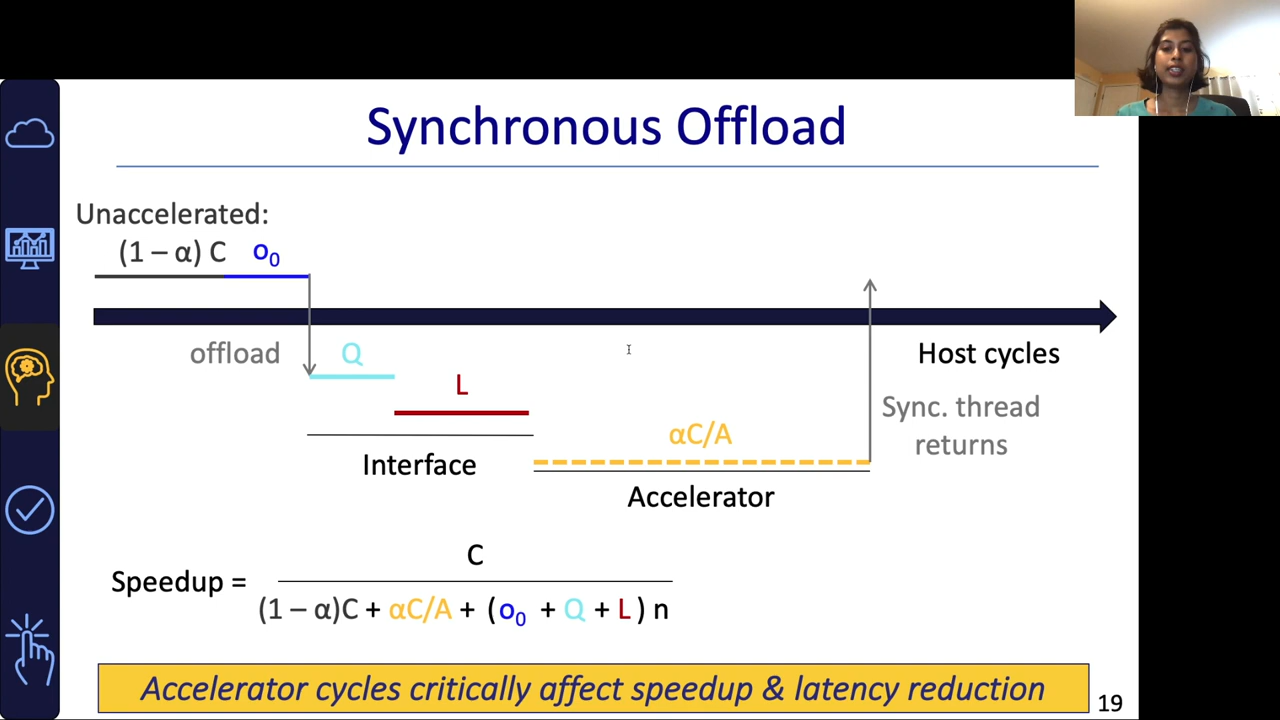 Synchronous Offload
Unaccelerated:
(1 – α) C o₀
offload
Q
L
Interface
αC/A
Accelerator
Host cycles
Sync. thread
returns
C
Speedup =
(1 – α)C + αC/A + (o₀ + Q + L ) n
Accelerator cycles critically affect speedup & latency reduction
19